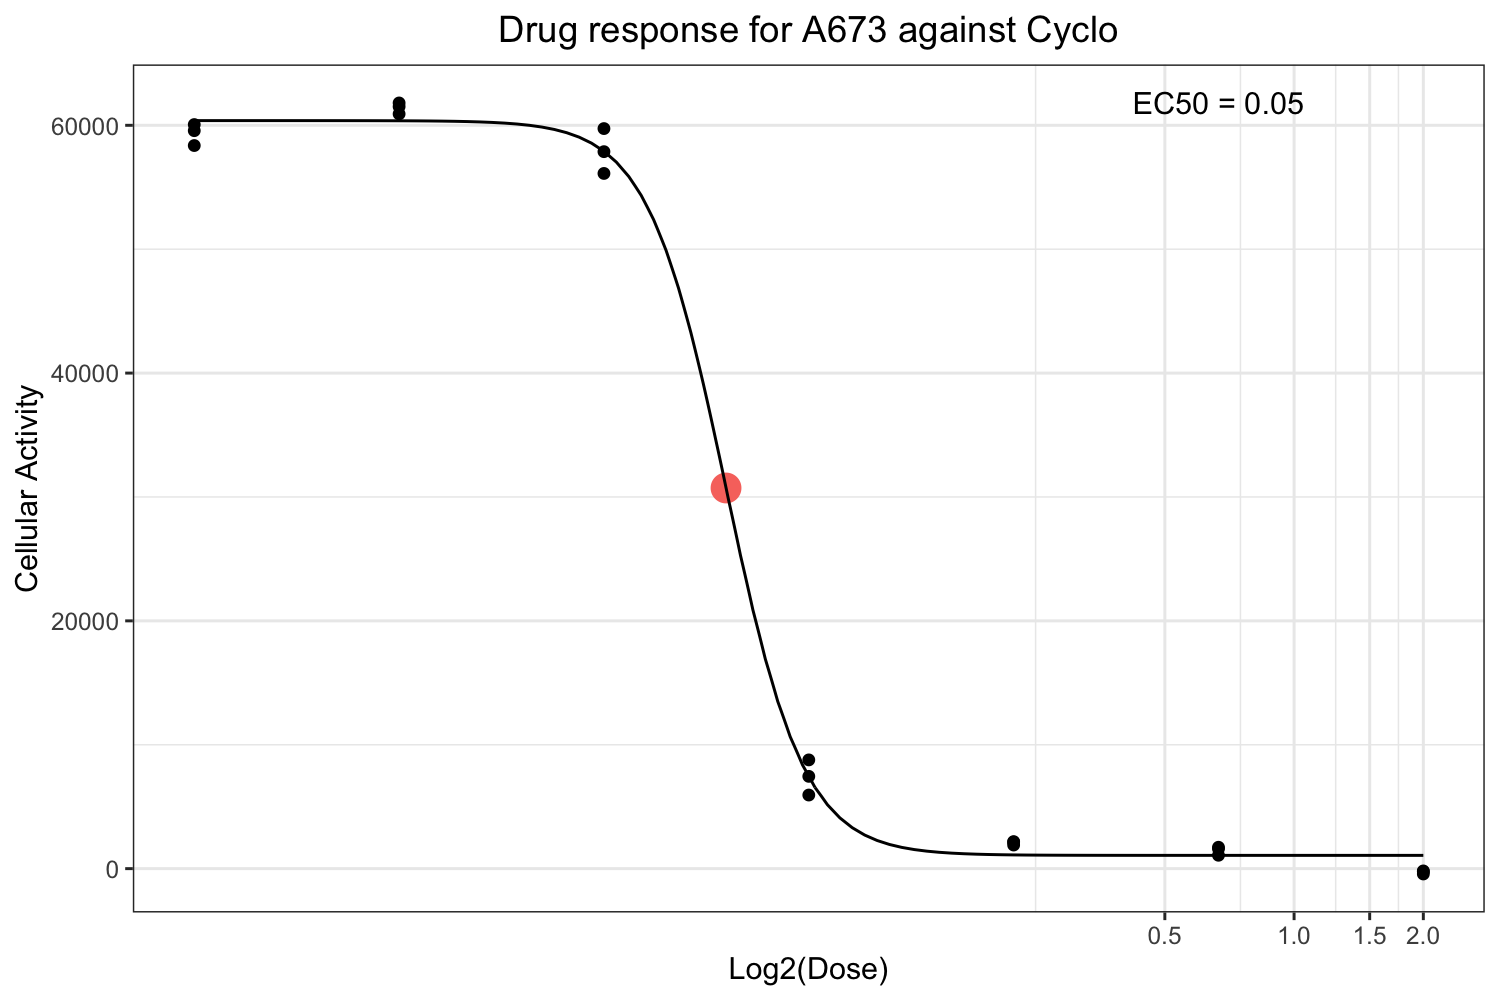 Drug response for A673 against Cyclo
EC50 = 0.05
60000
40000
20000
0
Cellular Activity
0.5 1.0 1.5 2.0
Log2(Dose)